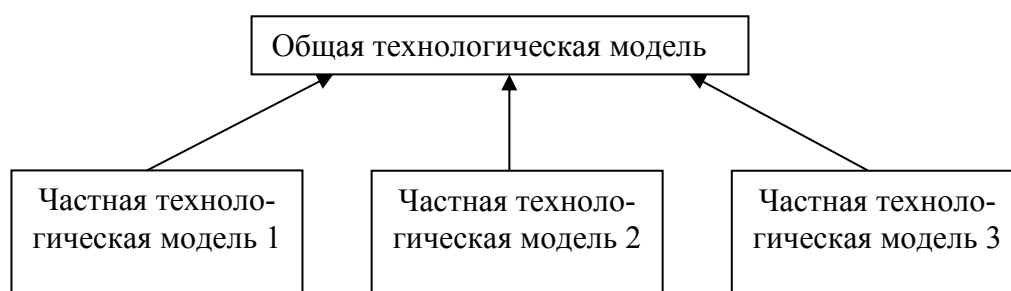 Общая технологическая модель
Частная техноло-
гическая модель 1
Частная техноло-
гическая модель 2
Частная техноло-
гическая модель 3